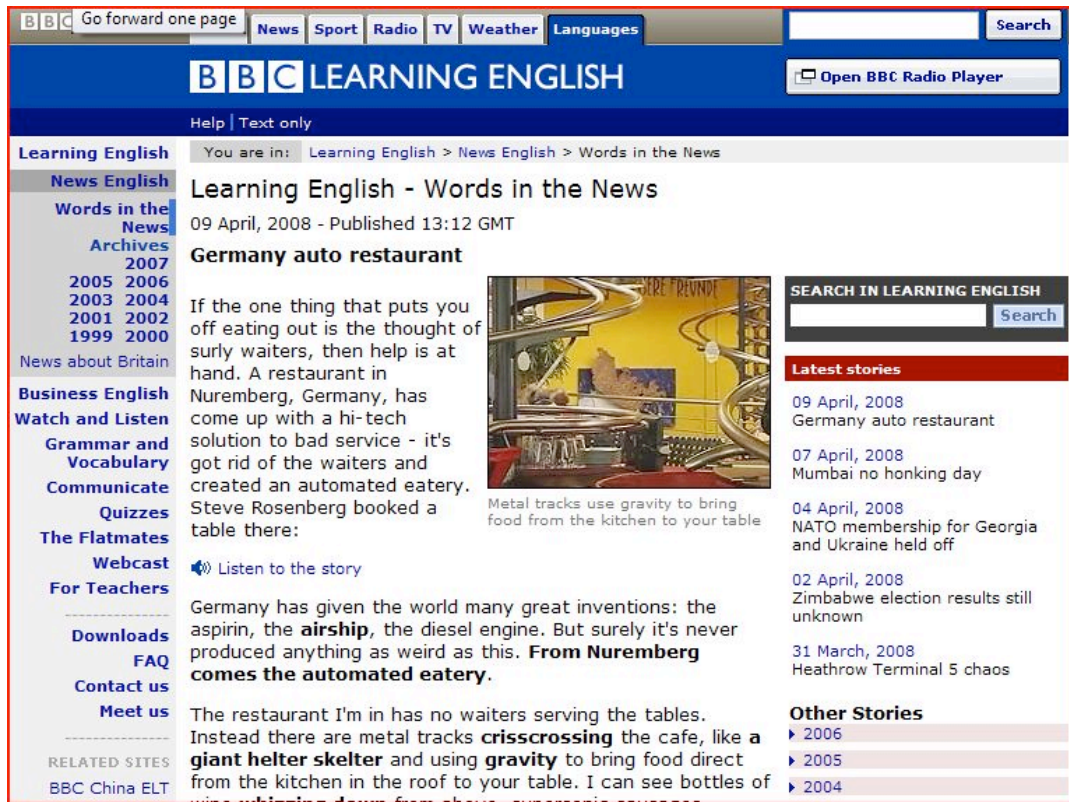 BBC
Go forward one page
News
Sport
Radio
TV
Weather
Languages
Search
BBC LEARNING ENGLISH
Open BBC Radio Player
Help | Text only
Learning English
News English
Words in the
News
Archives
2007
2005 2006
2003 2004
2001 2002
1999 2000
News about Britain
Business English
Watch and Listen
Grammar and
Vocabulary
Communicate
Quizzes
The Flatmates
Webcast
For Teachers
Downloads
FAQ
Contact us
Meet us
RELATED SITES
BBC China ELT
You are in: Learning English > News English > Words in the News
Learning English - Words in the News
09 April, 2008 - Published 13:12 GMT
Germany auto restaurant
If the one thing that puts you
off eating out is the thought of
surly waiters, then help is at
hand. A restaurant in
Nuremberg, Germany, has
come up with a hi-tech
solution to bad service - it's
got rid of the waiters and
created an automated eatery.
Steve Rosenberg booked a
table there:
FREUNDE
Metal tracks use gravity to bring
food from the kitchen to your table
Listen to the story
Germany has given the world many great inventions: the
aspirin, the airship, the diesel engine. But surely it's never
produced anything as weird as this. From Nuremberg
comes the automated eatery.
The restaurant I'm in has no waiters serving the tables.
Instead there are metal tracks crisscrossing the cafe, like a
giant helter skelter and using gravity to bring food direct
from the kitchen in the roof to your table. I can see bottles of
wine whizzing down from above, supersonic sausages
SEARCH IN LEARNING ENGLISH
Search
Latest stories
09 April, 2008
Germany auto restaurant
07 April, 2008
Mumbai no honking day
04 April, 2008
NATO membership for Georgia
and Ukraine held off
02 April, 2008
Zimbabwe election results still
unknown
31 March, 2008
Heathrow Terminal 5 chaos
Other Stories
2006
2005
2004